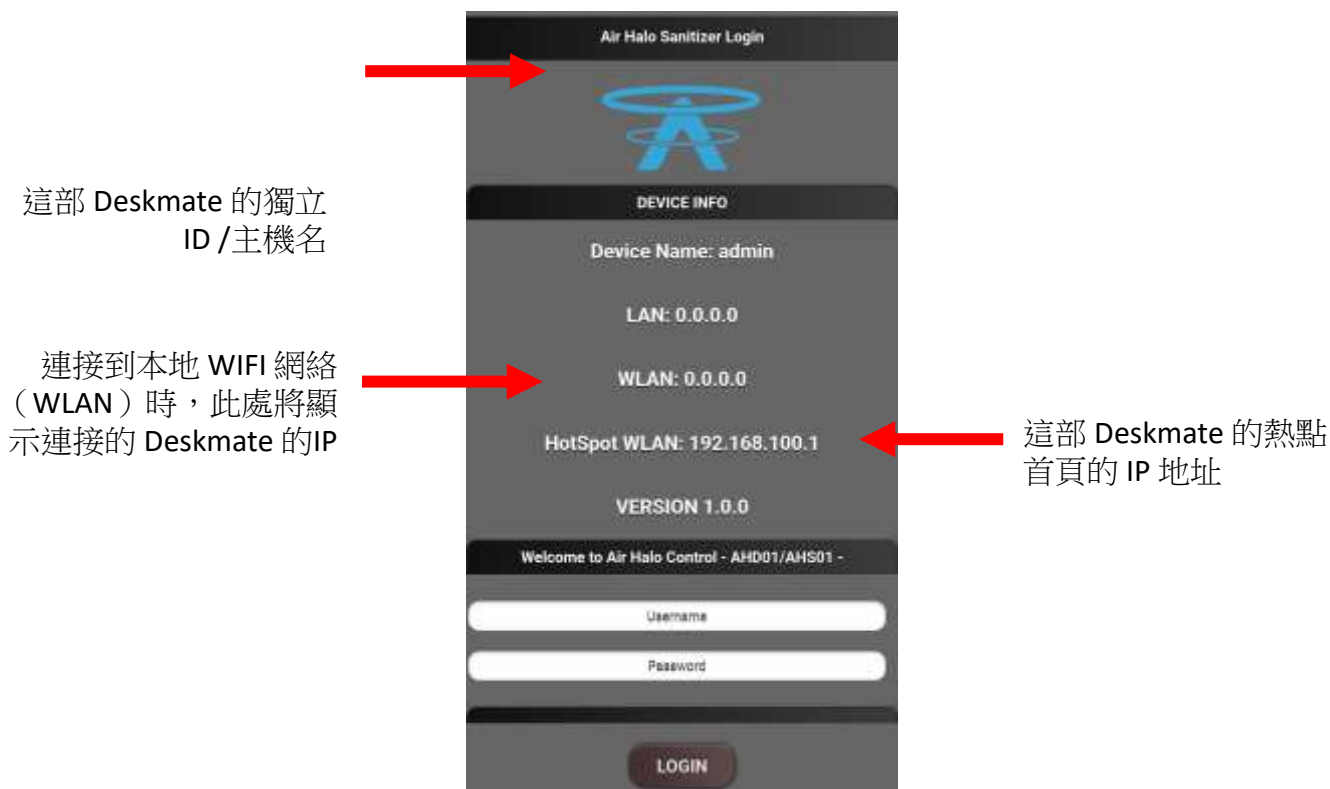 Air Halo Sanitizer Login
這部 Deskmate 的獨立
ID /主機名
DEVICE INFO
Device Name: admin
LAN: 0.0.0.0
連接到本地 WIFI 網絡
（WLAN）時，此處將顯
示連接的 Deskmate 的IP
WLAN: 0.0.0.0
HotSpot WLAN: 192.168.100.1
這部 Deskmate 的熱點
首頁的 IP 地址
VERSION 1.0.0
Welcome to Air Halo Control - AHD01/AHS01 -
Username
Password
LOGIN